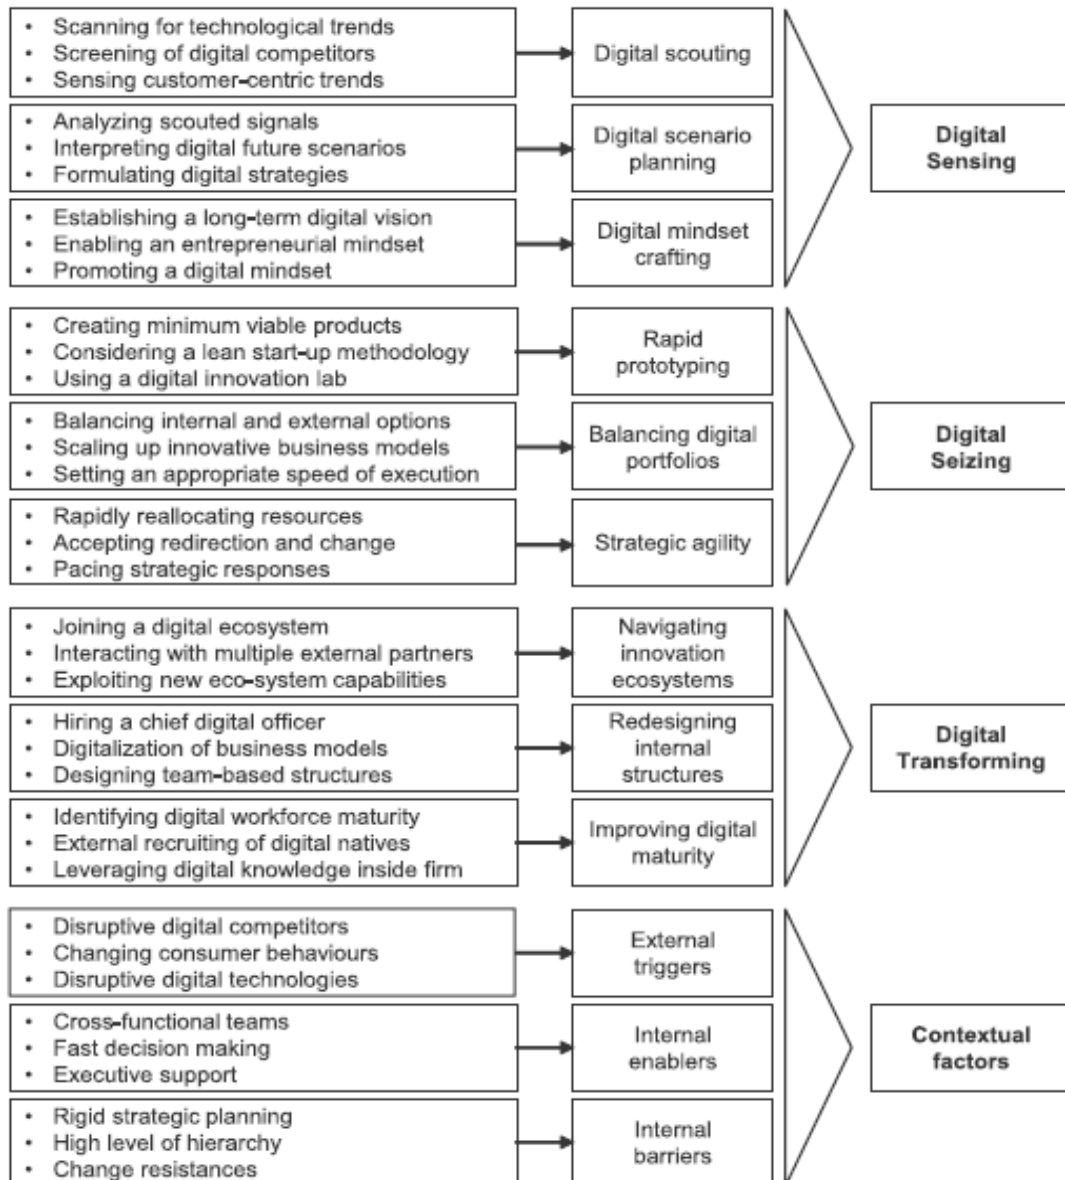 • Scanning for technological trends
• Screening of digital competitors
• Sensing customer-centric trends
Digital scouting
• Analyzing scouted signals
• Interpreting digital future scenarios
• Formulating digital strategies
Digital scenario
planning
• Establishing a long-term digital vision
• Enabling an entrepreneurial mindset
• Promoting a digital mindset
Digital mindset
crafting
Digital
Sensing
• Creating minimum viable products
• Considering a lean start-up methodology
• Using a digital innovation lab
Rapid
prototyping
• Balancing internal and external options
• Scaling up innovative business models
• Setting an appropriate speed of execution
Balancing digital
portfolios
• Rapidly reallocating resources
• Accepting redirection and change
• Pacing strategic responses
Strategic agility
Digital
Seizing
• Joining a digital ecosystem
• Interacting with multiple external partners
• Exploiting new eco-system capabilities
Navigating
innovation
ecosystems
• Hiring a chief digital officer
• Digitalization of business models
• Designing team-based structures
Redesigning
internal
structures
• Identifying digital workforce maturity
• External recruiting of digital natives
• Leveraging digital knowledge inside firm
Improving digital
maturity
Digital
Transforming
• Disruptive digital competitors
• Changing consumer behaviours
• Disruptive digital technologies
External
triggers
• Cross-functional teams
• Fast decision making
• Executive support
Internal
enablers
• Rigid strategic planning
• High level of hierarchy
• Change resistances
Internal
barriers
Contextual
factors